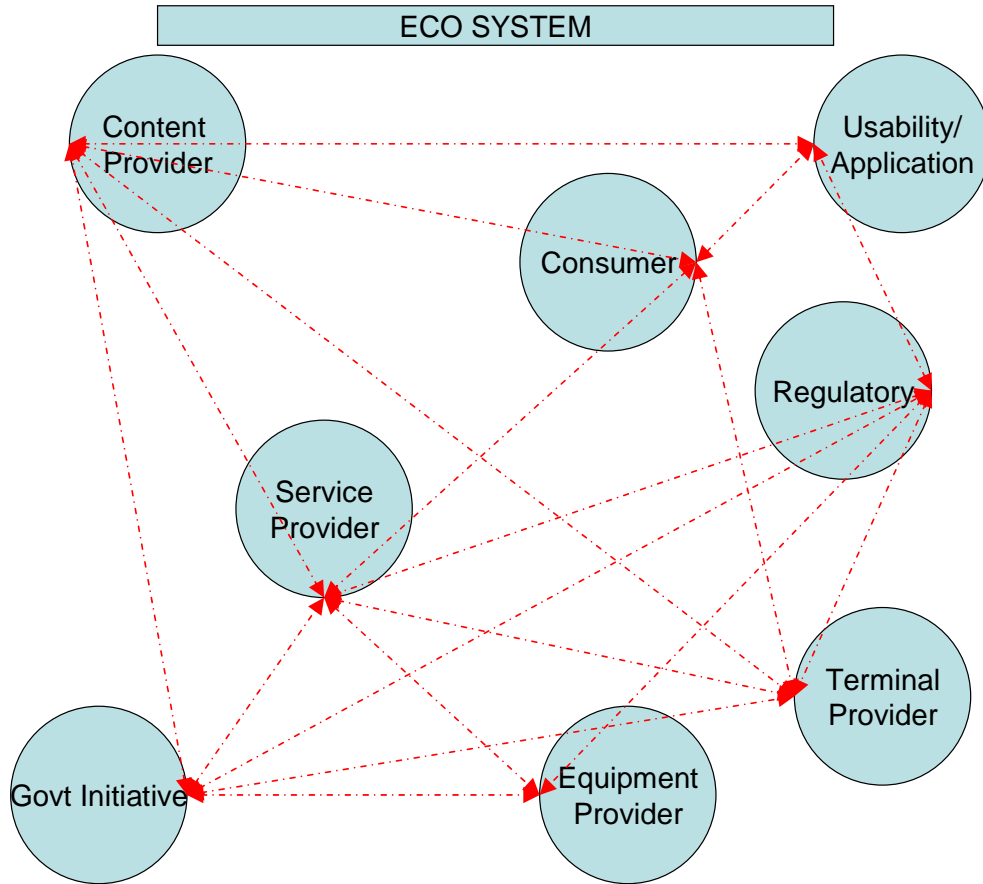 ECO SYSTEM
Content
Provider
Usability/
Application
Consumer
Regulatory
Service
Provider
Terminal
Provider
Govt Initiative
Equipment
Provider